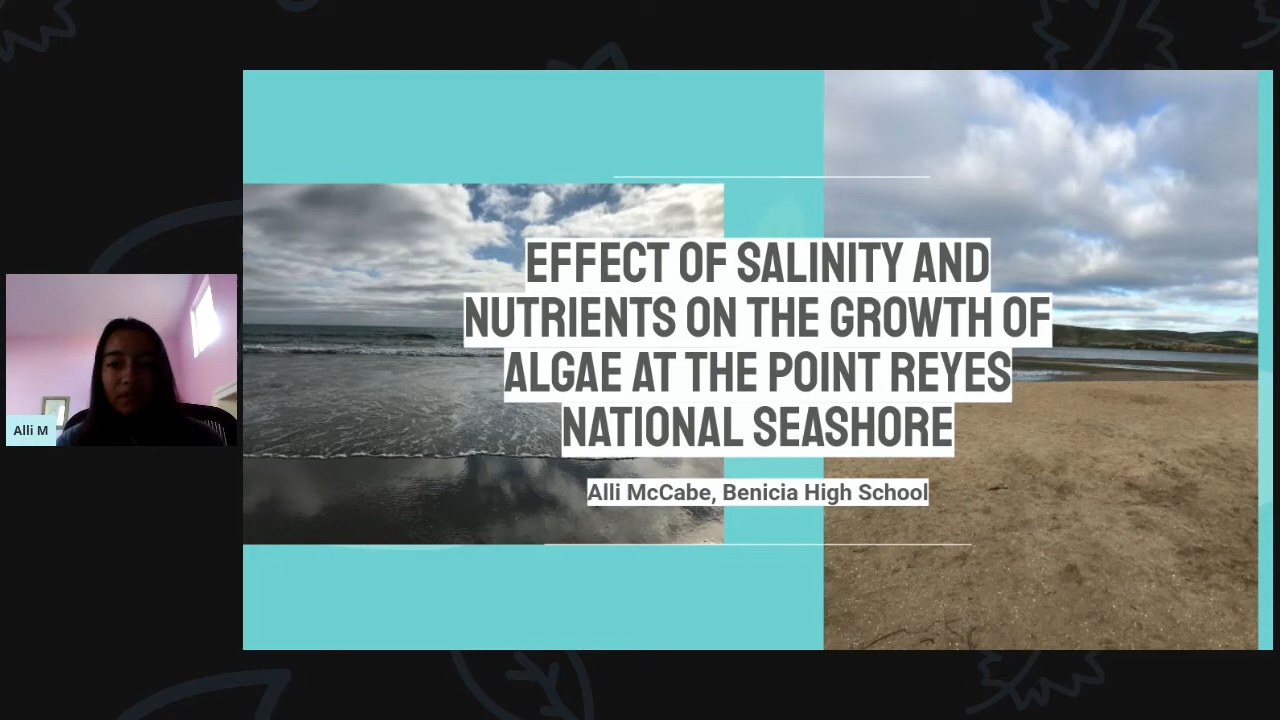 EFFECT OF SALINITY AND
NUTRIENTS ON THE GROWTH OF
ALGAE AT THE POINT REYES
NATIONAL SEASHORE
Alli McCabe, Benicia High School
Alli M